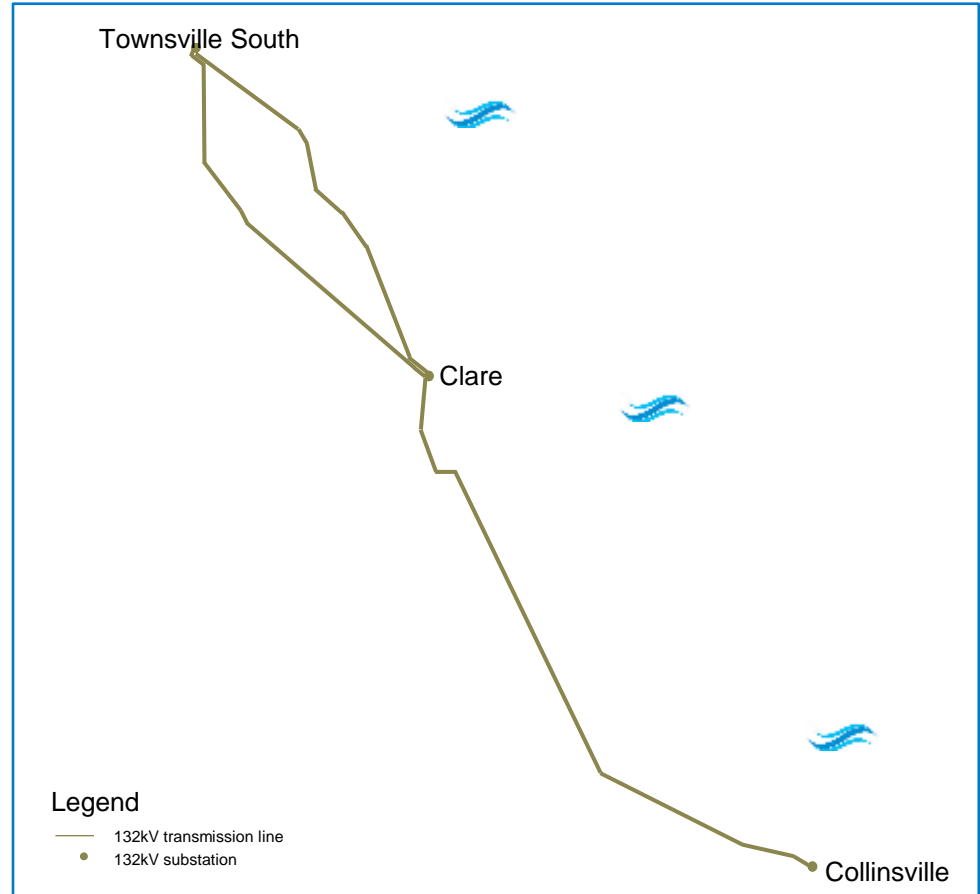 Townsville South
Clare
Legend
132kV transmission line
132kV substation
Collinsville